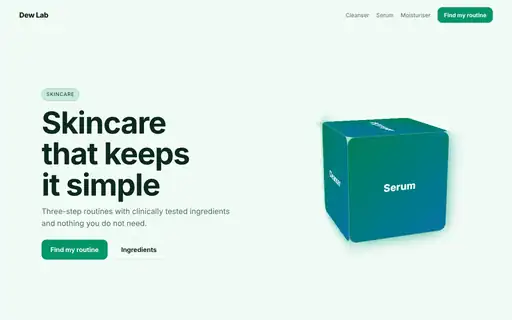 Dew Lab
Cleanser Serum Moisturiser Find my routine
SKINCARE
Skincare
that keeps
it simple
Three-step routines with clinically tested ingredients
and nothing you do not need.
Find my routine Ingredients
Serum